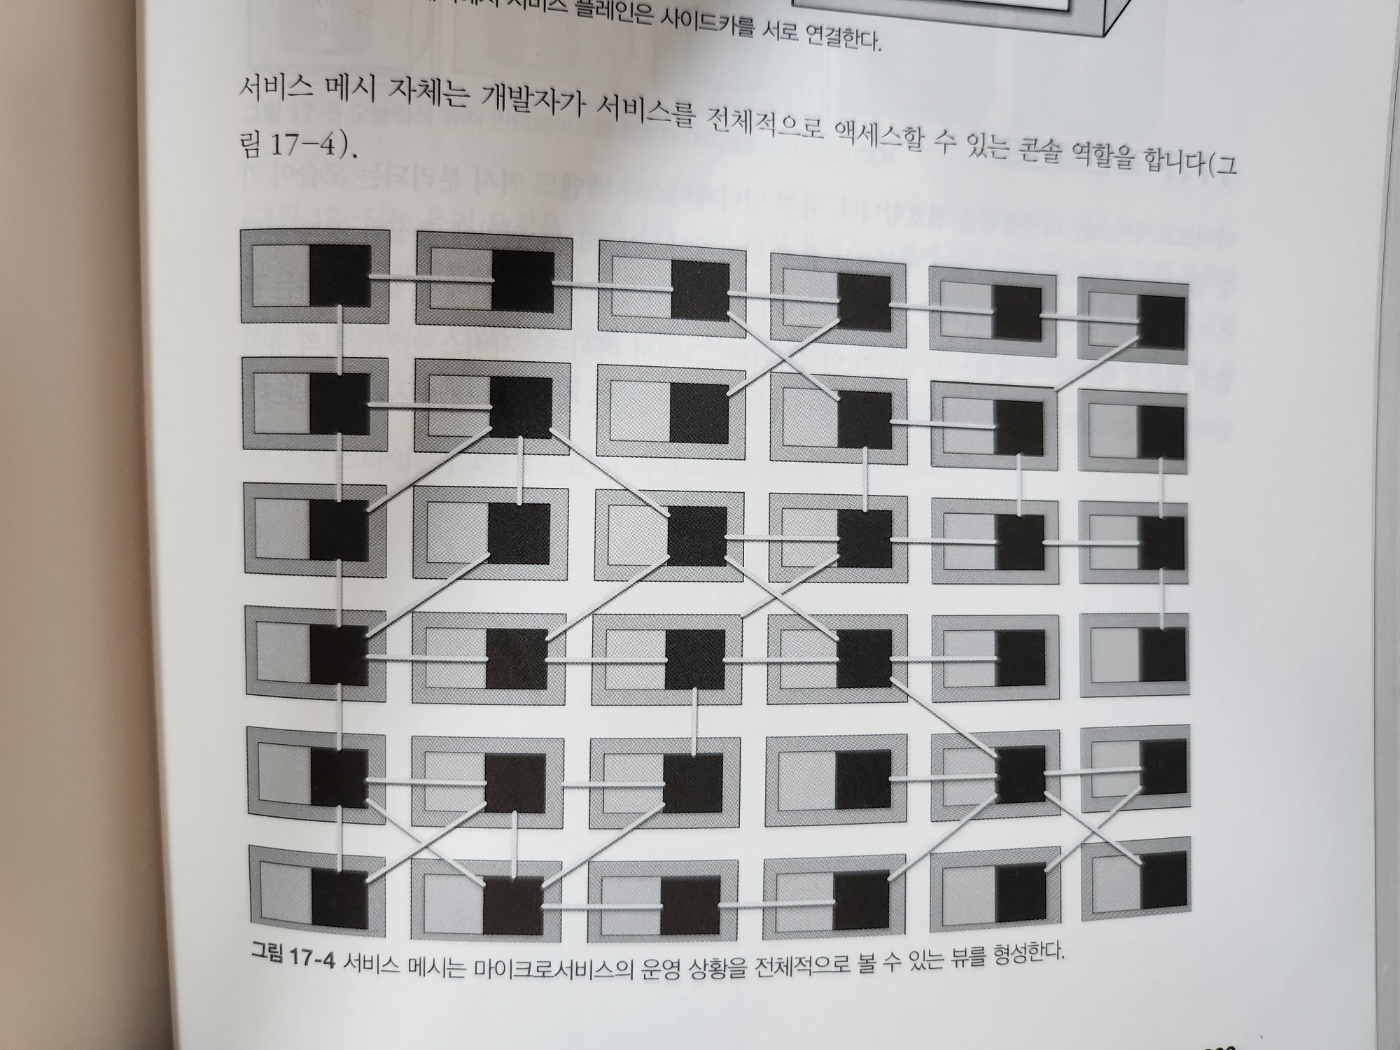 서비스 플레인은 사이드카를 서로 연결한다.
서비스 메시 자체는 개발자가 서비스를 전체적으로 액세스할 수 있는 콘솔 역할을 합니다(그
림 17-4).
그림 17-4 서비스 메시는 마이크로서비스의 운영 상황을 전체적으로 볼 수 있는 뷰를 형성한다.